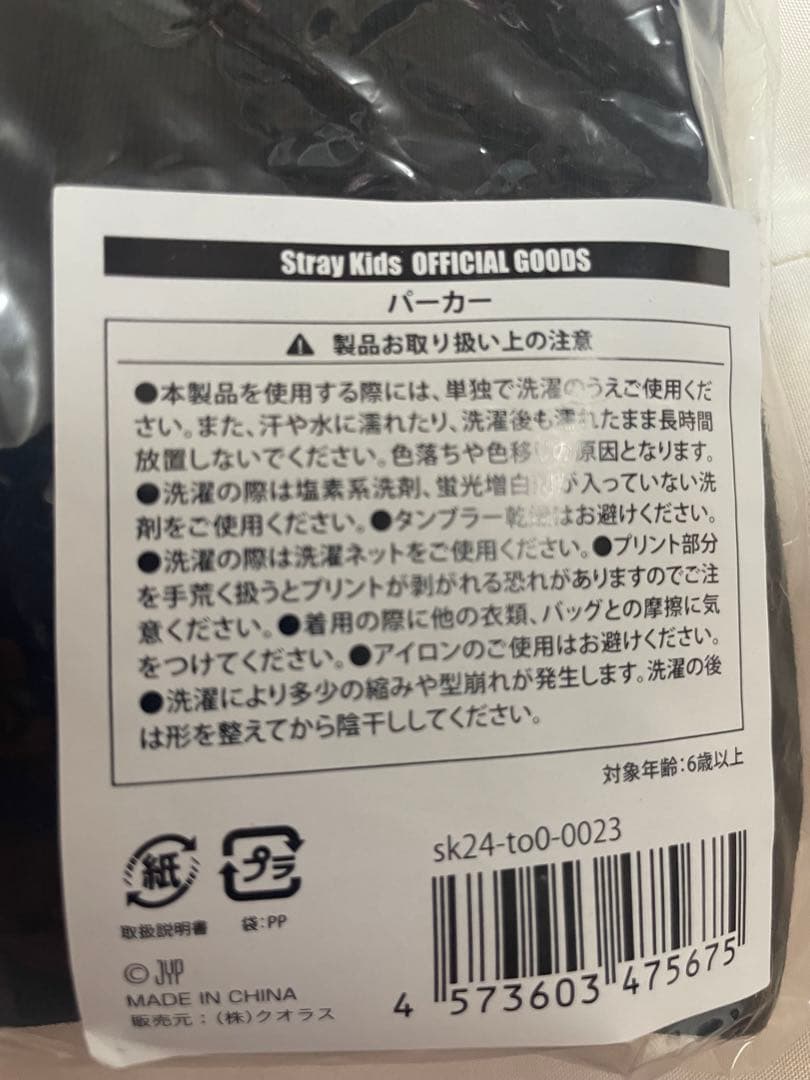 Stray Kids OFFICIAL GOODS
パーカー
⚠ 製品お取り扱い上の注意
●本製品を使用する際には、単独で洗濯のうえご使用くだ
さい。また、汗や水に濡れたり、洗濯後も濡れたまま長時間
放置しないでください。色落ちや色移りの原因となります。
●洗濯の際は塩素系洗剤、蛍光増白剤が入っていない洗
剤をご使用ください。●タンブラー乾燥はお避けください。
●洗濯の際は洗濯ネットをご使用ください。●プリント部分
を手荒く扱うとプリントが剥がれる恐れがありますのでご注
意ください。●着用の際に他の衣類、バッグとの摩擦に気
をつけてください。●アイロンのご使用はお避けください。
●洗濯により多少の縮みや型崩れが発生します。洗濯の後
は形を整えてから陰干ししてください。
対象年齢:6歳以上
紙
取扱説明書
プラ
袋:PP
sk24-to0-0023
4 573603 475675
© JYP
MADE IN CHINA
販売元:(株)クオラス